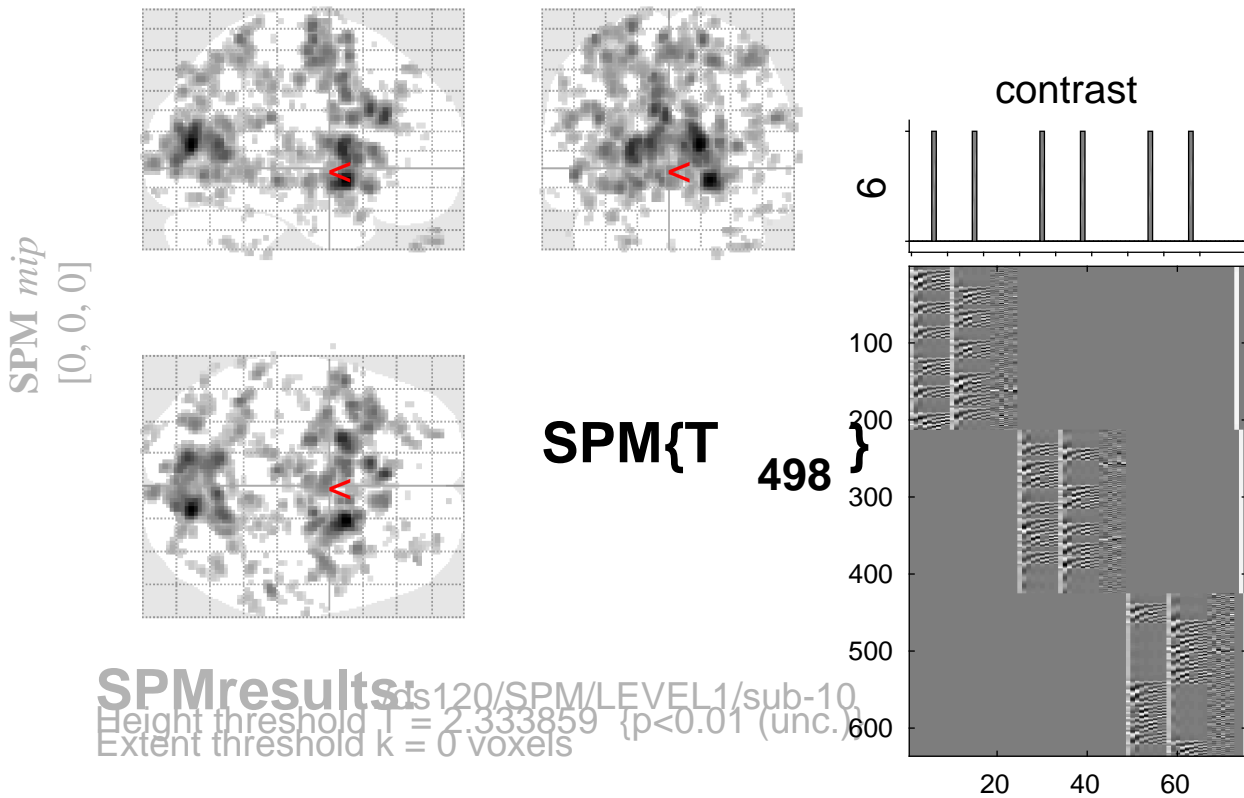 contrast
6
SPM mip
[0, 0, 0]
<
<
<
SPM{T 498 }
100
200
300
400
500
600
20 40 60
SPMresults: /ds120/SPM/LEVEL1/sub-10
Height threshold T = 2.333859 {p<0.01 (unc.)}
Extent threshold k = 0 voxels